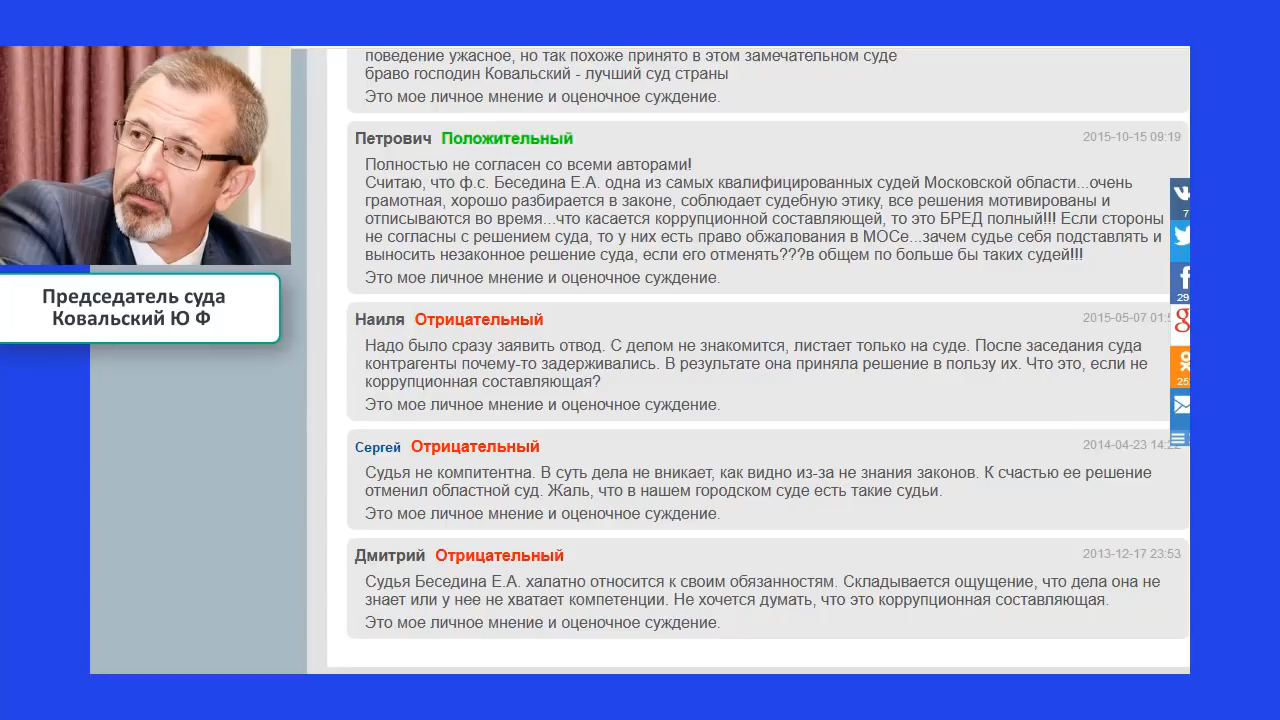 Председатель суда
Ковальский Ю Ф
поведение ужасное, но так похоже принято в этом замечательном суде
браво господин Ковальский - лучший суд страны
Это мое личное мнение и оценочное суждение.
Петрович Положительный 2015-10-15 09:19
Полностью не согласен со всеми авторами!
Считаю, что ф.с. Беседина Е.А. одна из самых квалифицированных судей Московской области...очень
грамотная, хорошо разбирается в законе, соблюдает судебную этику, все решения мотивированы и
отписываются во время...что касается коррупционной составляющей, то это БРЕД полный!!! Если стороны
не согласны с решением суда, то у них есть право обжалования в МОСе...зачем судье себя подставлять и
выносить незаконное решение суда, если его отменять???в общем по больше бы таких судей!!!
Это мое личное мнение и оценочное суждение.
Наиля Отрицательный 2015-05-07 01:
Надо было сразу заявить отвод. С делом не знакомится, листает только на суде. После заседания суда
контрагенты почему-то задерживались. В результате она приняла решение в пользу их. Что это, если не
коррупционная составляющая?
Это мое личное мнение и оценочное суждение.
Сергей Отрицательный 2014-04-23 14:22
Судья не компитентна. В суть дела не вникает, как видно из-за не знания законов. К счастью ее решение
отменил областной суд. Жаль, что в нашем городском суде есть такие судьи.
Это мое личное мнение и оценочное суждение.
Дмитрий Отрицательный 2013-12-17 23:53
Судья Беседина Е.А. халатно относится к своим обязанностям. Складывается ощущение, что дела она не
знает или у нее не хватает компетенции. Не хочется думать, что это коррупционная составляющая.
Это мое личное мнение и оценочное суждение.
7
29
25